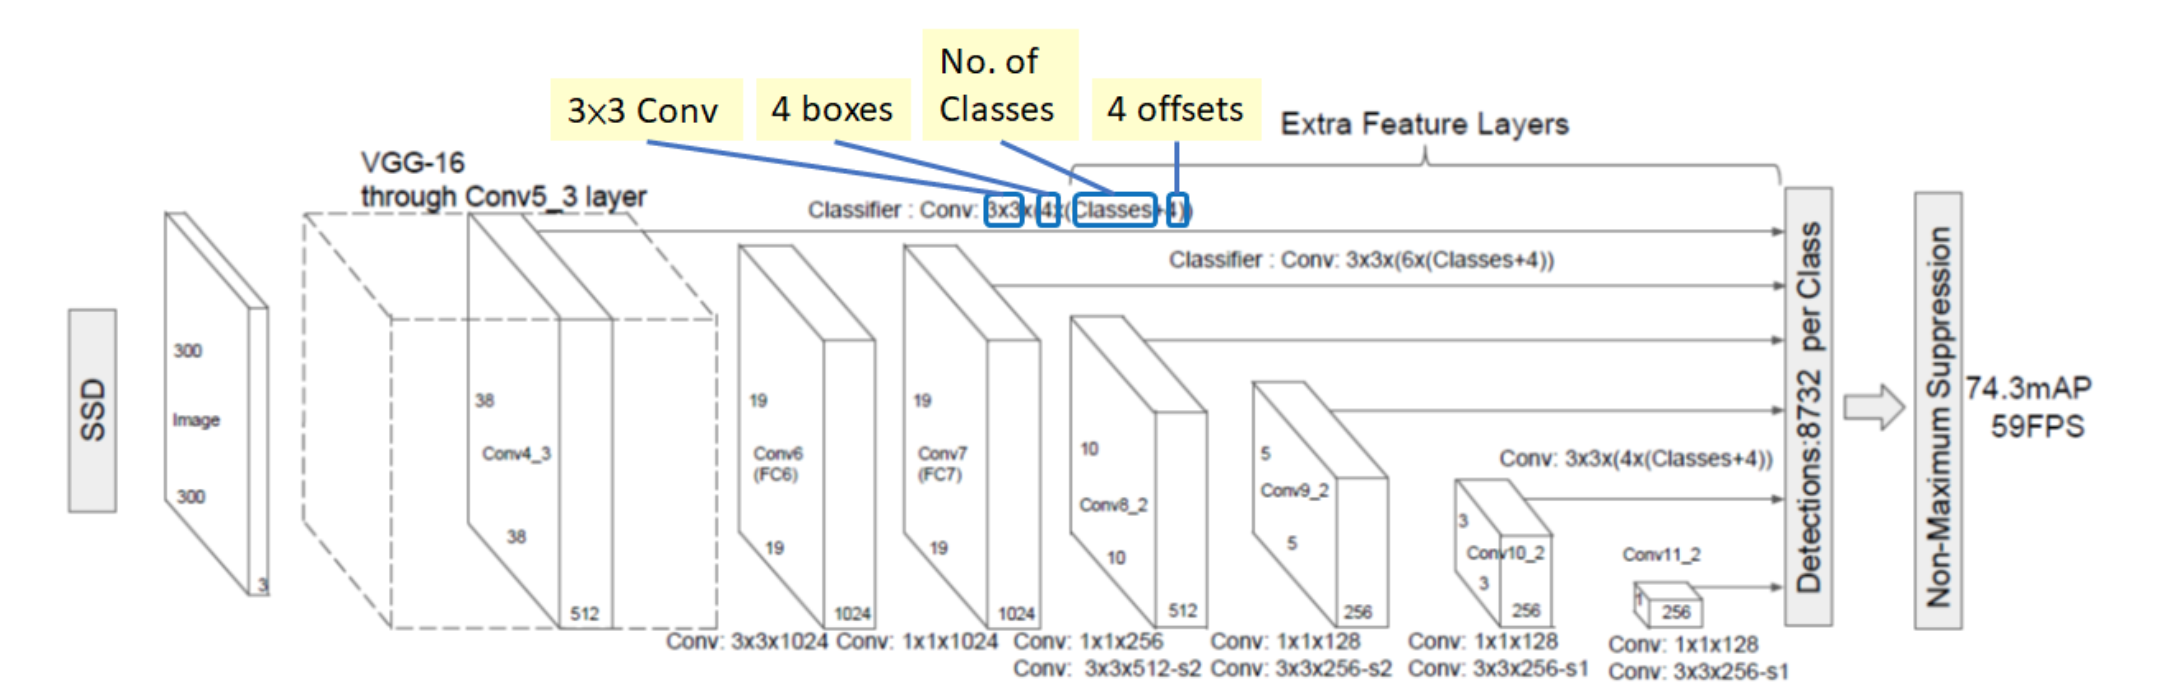 No. of
Classes
3×3 Conv
4 boxes
4 offsets
Extra Feature Layers
VGG-16
through Conv5_3 layer
Classifier : Conv: 3x3x(4x(Classes+4))
Classifier : Conv: 3x3x(6x(Classes+4))
Conv: 3x3x(4x(Classes+4))
SSD
300
Image
300
3
38
Conv4_3
38
512
19
Conv6
(FC6)
19
1024
19
Conv7
(FC7)
19
1024
10
Conv8_2
10
512
5
Conv9_2
5
256
3
Conv10_2
3
256
Conv11_2
1
256
Conv: 3x3x1024
Conv: 1x1x1024
Conv: 1x1x256
Conv: 3x3x512-s2
Conv: 1x1x128
Conv: 3x3x256-s2
Conv: 1x1x128
Conv: 3x3x256-s1
Conv: 1x1x128
Conv: 3x3x256-s1
Detections:8732 per Class
Non-Maximum Suppression
74.3mAP
59FPS